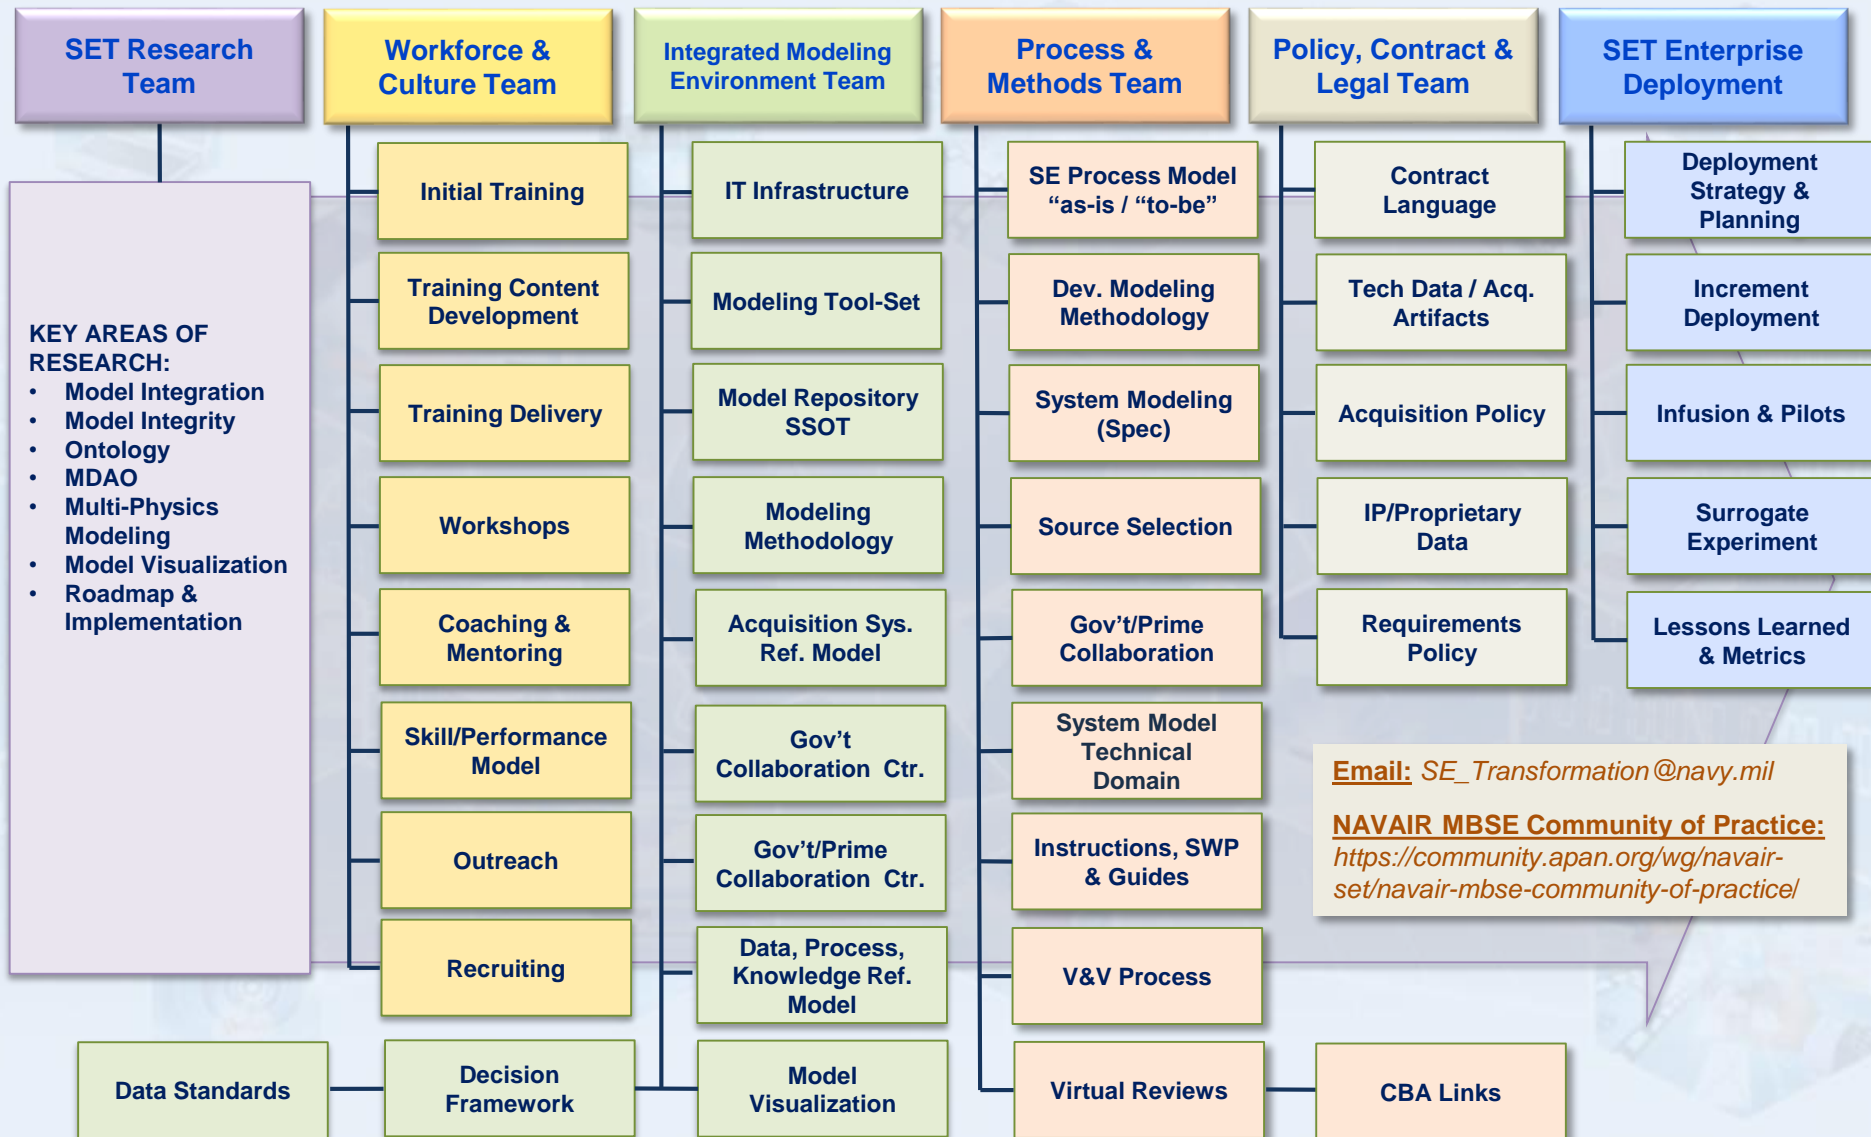 SET Research
Team
Workforce &
Culture Team
Integrated Modeling
Environment Team
Process &
Methods Team
Policy, Contract &
Legal Team
SET Enterprise
Deployment
KEY AREAS OF
RESEARCH:
• Model Integration
• Model Integrity
• Ontology
• MDAO
• Multi-Physics
Modeling
• Model Visualization
• Roadmap &
Implementation
Initial Training
Training Content
Development
Training Delivery
Workshops
Coaching &
Mentoring
Skill/Performance
Model
Outreach
Recruiting
IT Infrastructure
Modeling Tool-Set
Model Repository
SSOT
Modeling
Methodology
Acquisition Sys.
Ref. Model
Gov’t
Collaboration Ctr.
Gov’t/Prime
Collaboration Ctr.
Data, Process,
Knowledge Ref.
Model
Data Standards
Decision
Framework
Model
Visualization
SE Process Model
“as-is / “to-be”
Dev. Modeling
Methodology
System Modeling
(Spec)
Source Selection
Gov’t/Prime
Collaboration
System Model
Technical
Domain
Instructions, SWP
& Guides
V&V Process
Virtual Reviews
CBA Links
Contract
Language
Tech Data / Acq.
Artifacts
Acquisition Policy
IP/Proprietary
Data
Requirements
Policy
Deployment
Strategy &
Planning
Increment
Deployment
Infusion & Pilots
Surrogate
Experiment
Lessons Learned
& Metrics
Email: SE_Transformation@navy.mil
NAVAIR MBSE Community of Practice:
https://community.apan.org/wg/navair-
set/navair-mbse-community-of-practice/